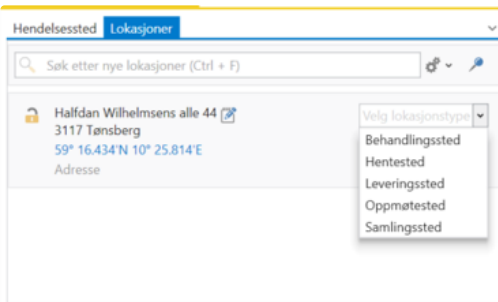 Hendelsessted Lokasjoner
Søk etter nye lokasjoner (Ctrl + F)
Halfdan Wilhelmsens alle 44
3117 Tønsberg
59° 16.434'N 10° 25.814'E
Adresse
Velg lokasjonstype
Behandlingssted
Hentested
Leveringssted
Oppmøtested
Samlingssted